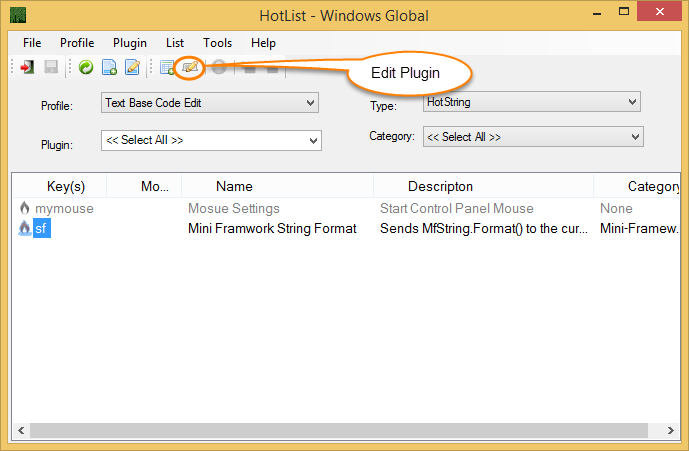 HotList - Windows Global
File Profile Plugin List Tools Help
Edit Plugin
Profile: Text Base Code Edit Type: HotString
Plugin: << Select All >> Category: << Select All >>
Key(s) Mo... Name Descripton Category
mymouse Mosue Settings Start Control Panel Mouse None
sf Mini Framwork String Format Sends MfString.Format() to the cur... Mini-Framew.